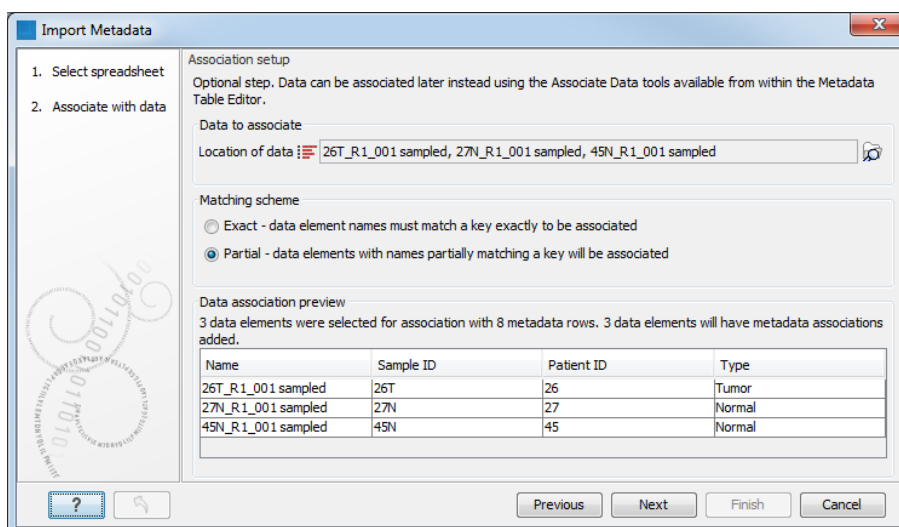 Import Metadata
1. Select spreadsheet
2. Associate with data
Association setup
Optional step. Data can be associated later instead using the Associate Data tools available from within the Metadata
Table Editor.
Data to associate
Location of data 26T_R1_001 sampled, 27N_R1_001 sampled, 45N_R1_001 sampled
Matching scheme
Exact - data element names must match a key exactly to be associated
Partial - data elements with names partially matching a key will be associated
Data association preview
3 data elements were selected for association with 8 metadata rows. 3 data elements will have metadata associations
added.
Name Sample ID Patient ID Type
26T_R1_001 sampled 26T 26 Tumor
27N_R1_001 sampled 27N 27 Normal
45N_R1_001 sampled 45N 45 Normal
? Previous Next Finish Cancel